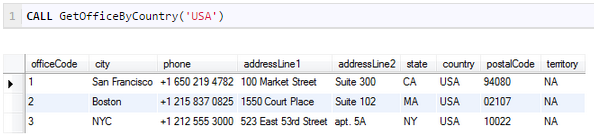 1 CALL GetOfficeByCountry('USA')
officeCode city phone addressLine1 addressLine2 state country postalCode territory
1 San Francisco +1 650 219 4782 100 Market Street Suite 300 CA USA 94080 NA
2 Boston +1 215 837 0825 1550 Court Place Suite 102 MA USA 02107 NA
3 NYC +1 212 555 3000 523 East 53rd Street apt. 5A NY USA 10022 NA